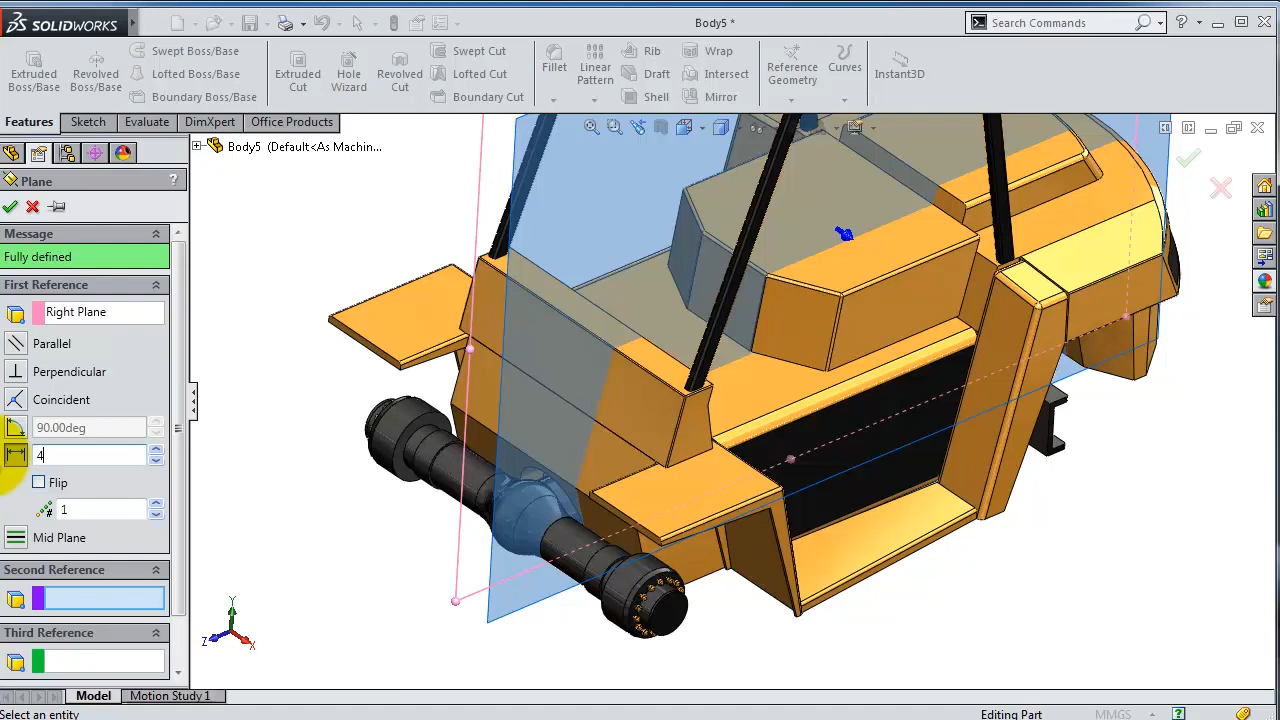 SOLIDWORKS
Body5 *
Search Commands
Extruded Boss/Base
Revolved Boss/Base
Swept Boss/Base
Lofted Boss/Base
Boundary Boss/Base
Extruded Cut
Hole Wizard
Revolved Cut
Swept Cut
Lofted Cut
Boundary Cut
Fillet
Linear Pattern
Rib
Draft
Shell
Wrap
Intersect
Mirror
Reference Geometry
Curves
Instant3D
Features
Sketch
Evaluate
DimXpert
Office Products
Body5 (Default<As Machin...
Plane
?
Message
Fully defined
First Reference
Right Plane
Parallel
Perpendicular
Coincident
90.00deg
4
Flip
1
Mid Plane
Second Reference
Third Reference
Y
Z
X
Model
Motion Study 1
Select an entity
Editing Part
MMGS